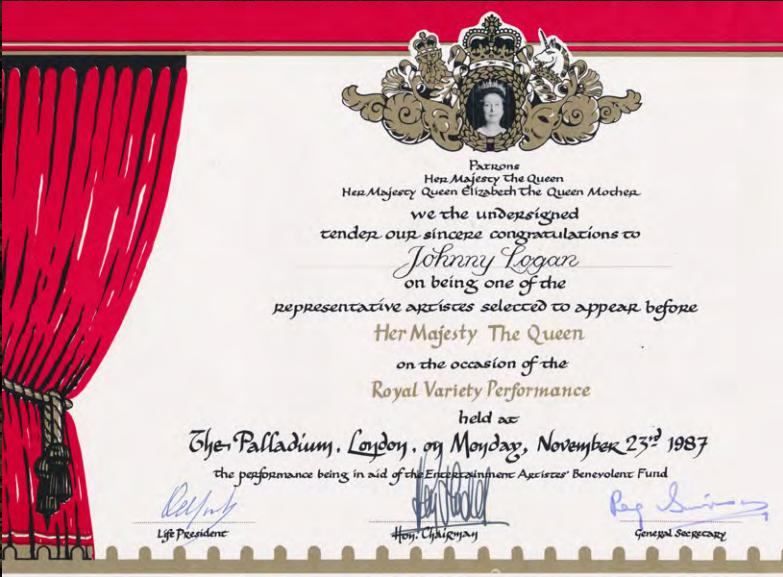 Patrons
Her Majesty The Queen
Her Majesty Queen Elizabeth The Queen Mother
we the undersigned
tender our sincere congratulations to
Johnny Logan
on being one of the
representative artistes selected to appear before
Her Majesty The Queen
on the occasion of the
Royal Variety Performance
held at
The Palladium, London, on Monday, November 23rd 1987
the performance being in aid of the Entertainment Artistes' Benevolent Fund
Life President
Hon. Chairman
General Secretary